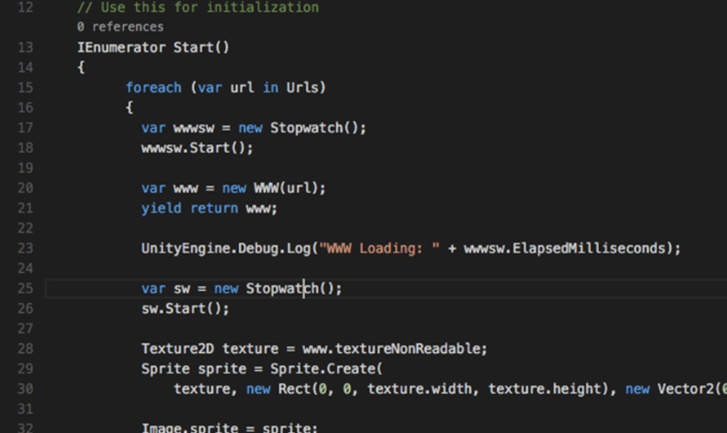 12 // Use this for initialization
0 references
13 IEnumerator Start()
14 {
15 foreach (var url in Urls)
16 {
17 var wwwsw = new Stopwatch();
18 wwwsw.Start();
19
20 var www = new WWW(url);
21 yield return www;
22
23 UnityEngine.Debug.Log("WWW Loading: " + wwwsw.ElapsedMilliseconds);
24
25 var sw = new Stopwatch();
26 sw.Start();
27
28 Texture2D texture = www.textureNonReadable;
29 Sprite sprite = Sprite.Create(
30 texture, new Rect(0, 0, texture.width, texture.height), new Vector2(0
31
32 Image.sprite = sprite;